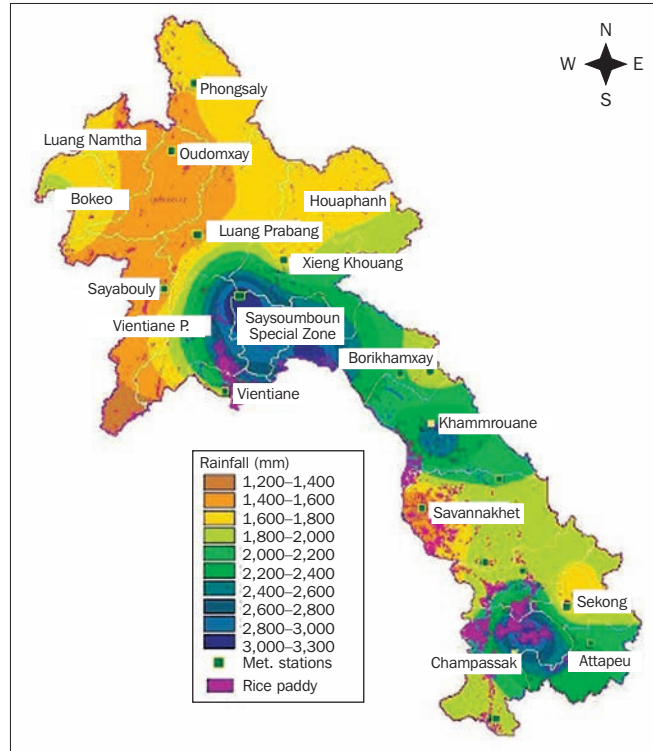 N
W E
S
Phongsaly
Luang Namtha
Oudomxay
Bokeo
Houaphanh
Luang Prabang
Xieng Khouang
Sayabouly
Vientiane P.
Saysoumboun
Special Zone
Borikhamxay
Vientiane
Khammrouane
Savannakhet
Sekong
Champassak
Attapeu
Rainfall (mm)
1,200–1,400
1,400–1,600
1,600–1,800
1,800–2,000
2,000–2,200
2,200–2,400
2,400–2,600
2,600–2,800
2,800–3,000
3,000–3,300
Met. stations
Rice paddy